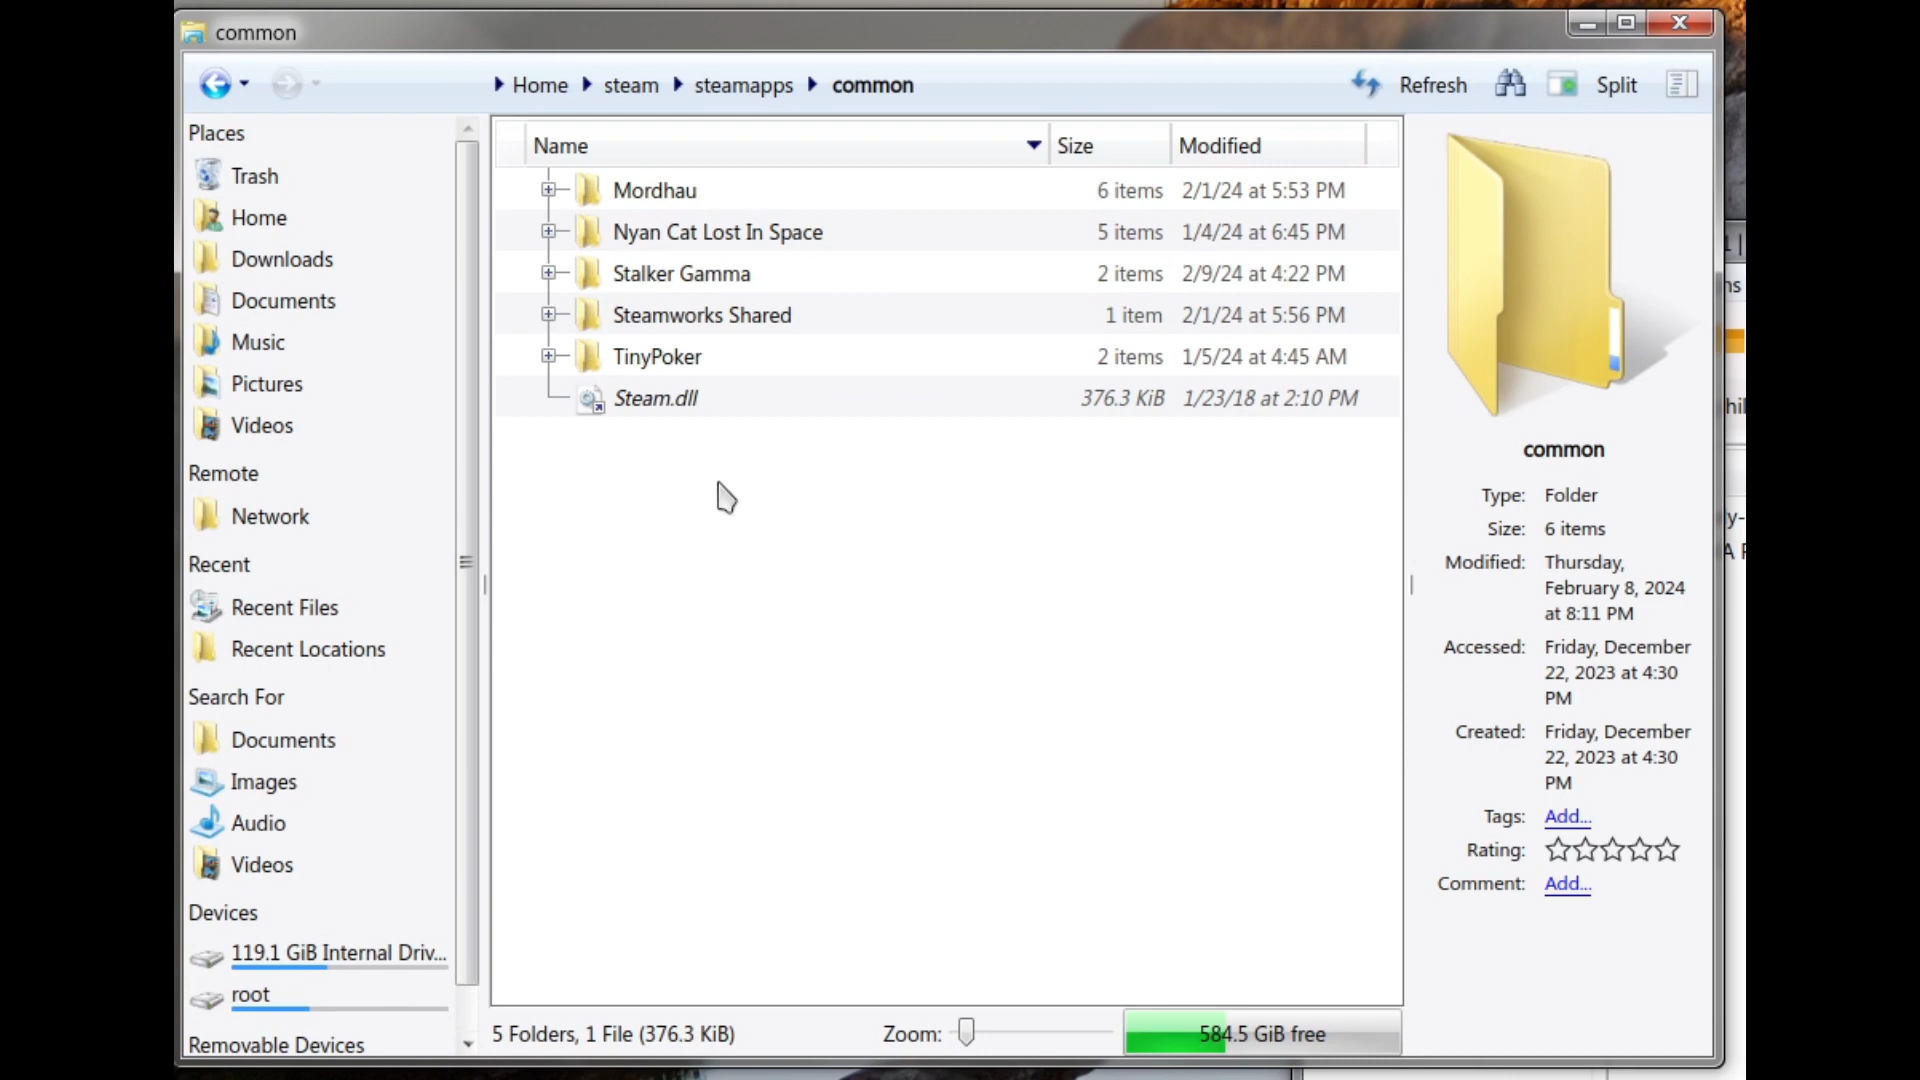 common
Home steam steamapps common Refresh Split
Places
Trash
Home
Downloads
Documents
Music
Pictures
Videos
Remote
Network
Recent
Recent Files
Recent Locations
Search For
Documents
Images
Audio
Videos
Devices
119.1 GiB Internal Driv...
root
Removable Devices
Name Size Modified
Mordhau 6 items 2/1/24 at 5:53 PM
Nyan Cat Lost In Space 5 items 1/4/24 at 6:45 PM
Stalker Gamma 2 items 2/9/24 at 4:22 PM
Steamworks Shared 1 item 2/1/24 at 5:56 PM
TinyPoker 2 items 1/5/24 at 4:45 AM
Steam.dll 376.3 KiB 1/23/18 at 2:10 PM
5 Folders, 1 File (376.3 KiB) Zoom: 584.5 GiB free
common
Type: Folder
Size: 6 items
Modified: Thursday,
February 8, 2024
at 8:11 PM
Accessed: Friday, December
22, 2023 at 4:30
PM
Created: Friday, December
22, 2023 at 4:30
PM
Tags: Add...
Rating:
Comment: Add...